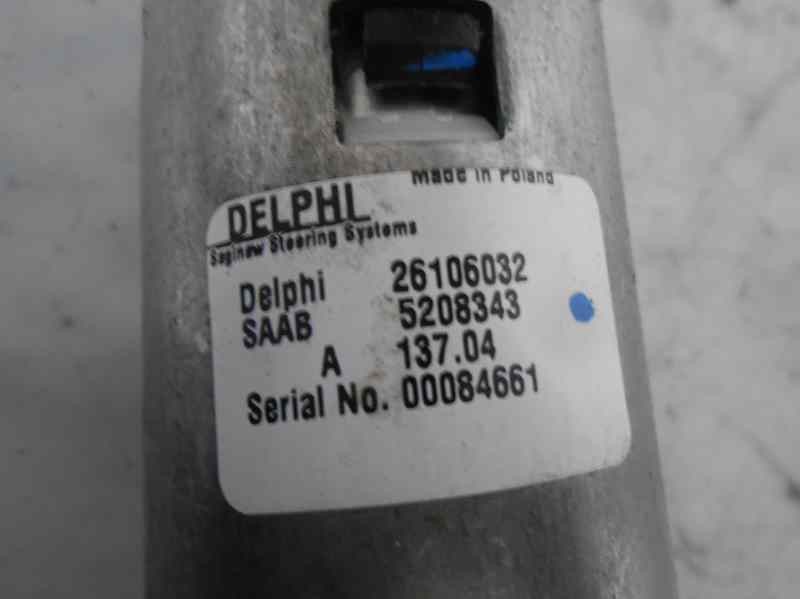 Made in Poland
DELPHI
Saginaw Steering Systems
Delphi 26106032
SAAB 5208343
A 137.04
Serial No. 00084661